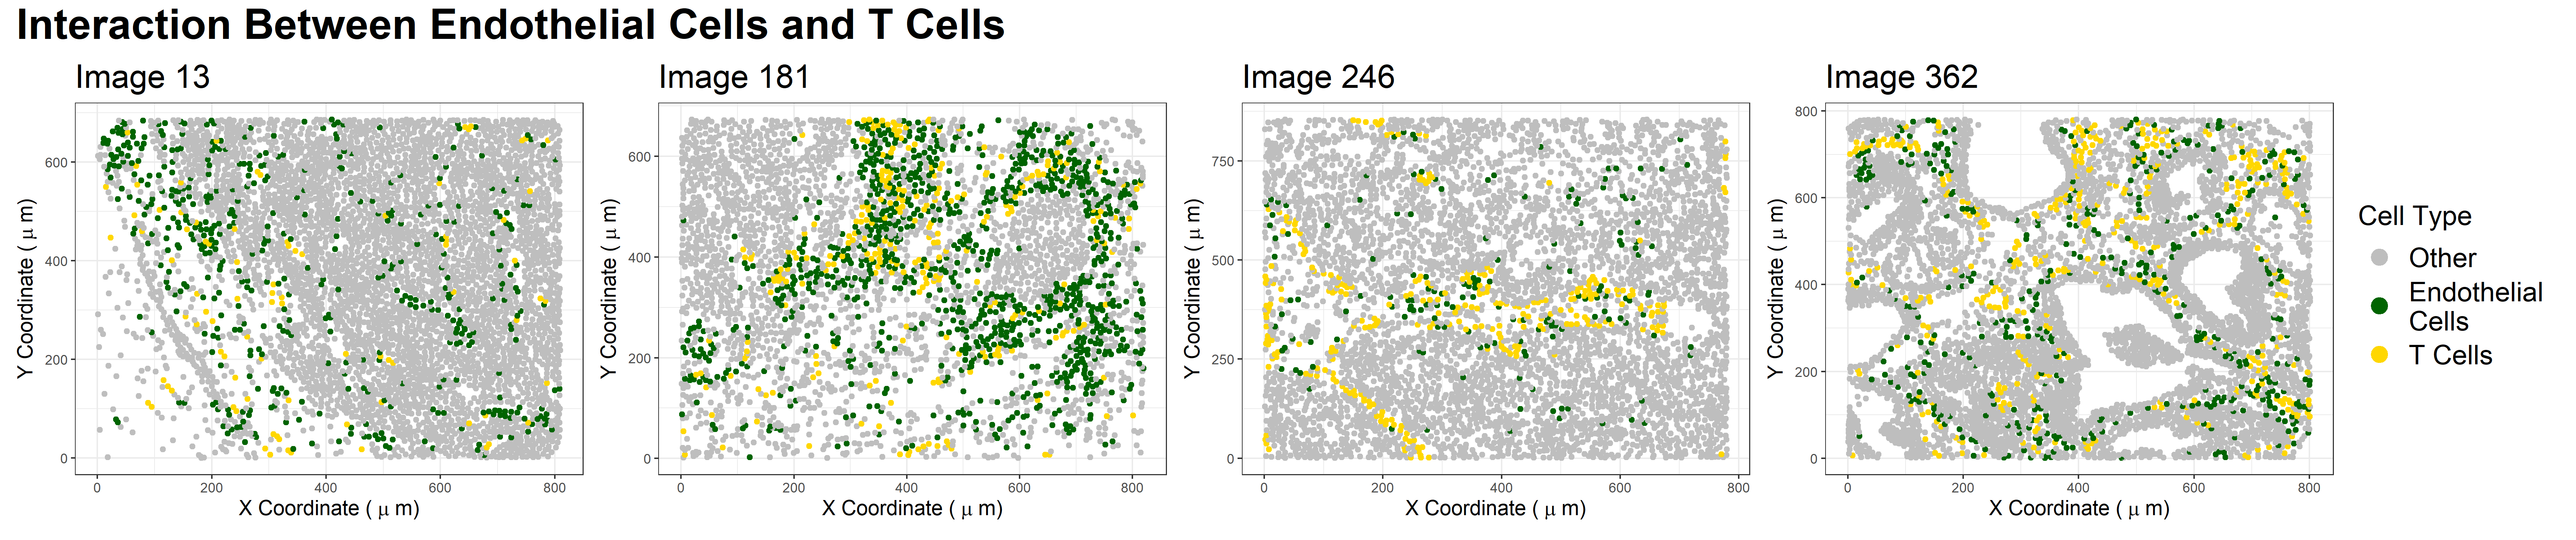 Interaction Between Endothelial Cells and T Cells
Image 13
600
400
200
0
0 200 400 600 800
X Coordinate ( μ m)
Y Coordinate ( μ m)
Image 181
600
400
200
0
0 200 400 600 800
X Coordinate ( μ m)
Y Coordinate ( μ m)
Image 246
750
500
250
0
0 200 400 600 800
X Coordinate ( μ m)
Y Coordinate ( μ m)
Image 362
800
600
400
200
0
0 200 400 600 800
X Coordinate ( μ m)
Y Coordinate ( μ m)
Cell Type
Other
Endothelial
Cells
T Cells